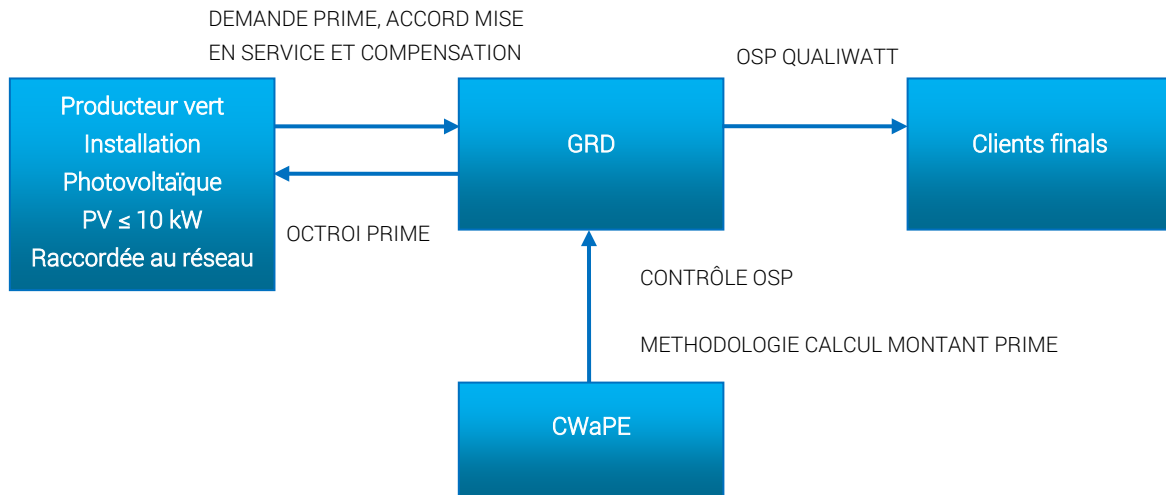 DEMANDE PRIME, ACCORD MISE
EN SERVICE ET COMPENSATION
OSP QUALIWATT
Producteur vert
Installation
Photovoltaïque
PV ≤ 10 kW
Raccordée au réseau
GRD
Clients finals
OCTROI PRIME
CONTRÔLE OSP
METHODOLOGIE CALCUL MONTANT PRIME
CWaPE